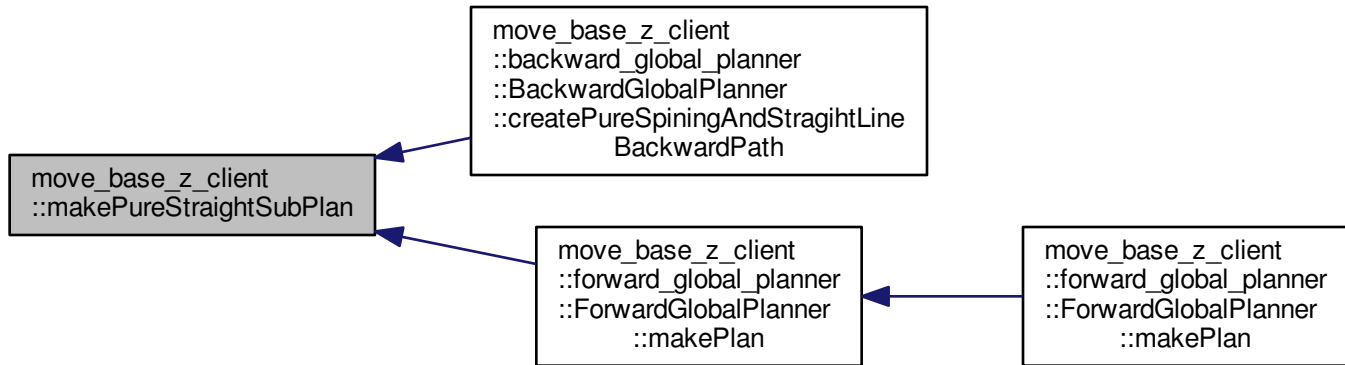 move_base_z_client
::backward_global_planner
::BackwardGlobalPlanner
::createPureSpiningAndStragihtLine
BackwardPath
move_base_z_client
::makePureStraightSubPlan
move_base_z_client
::forward_global_planner
::ForwardGlobalPlanner
::makePlan
move_base_z_client
::forward_global_planner
::ForwardGlobalPlanner
::makePlan